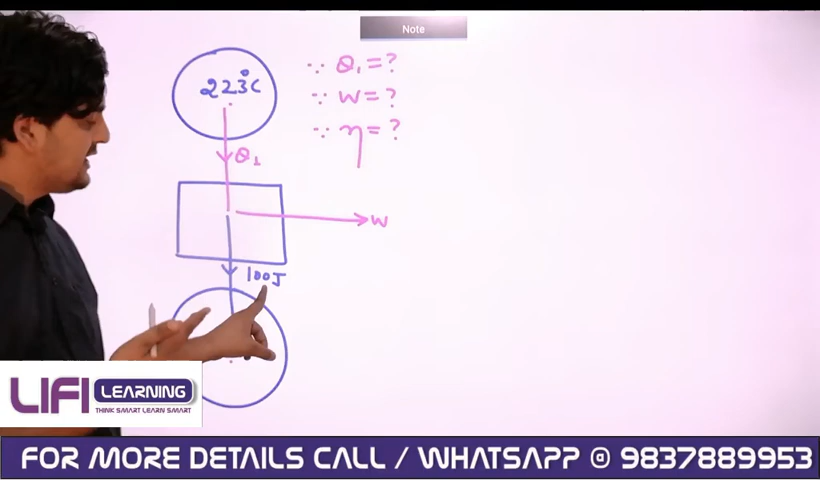 Note
223°C
∵ Q₁ = ?
∵ W = ?
∵ η = ?
Q₁
W
100J
LIFI LEARNING
THINK SMART LEARN SMART
FOR MORE DETAILS CALL / WHATSAPP @ 9837889953